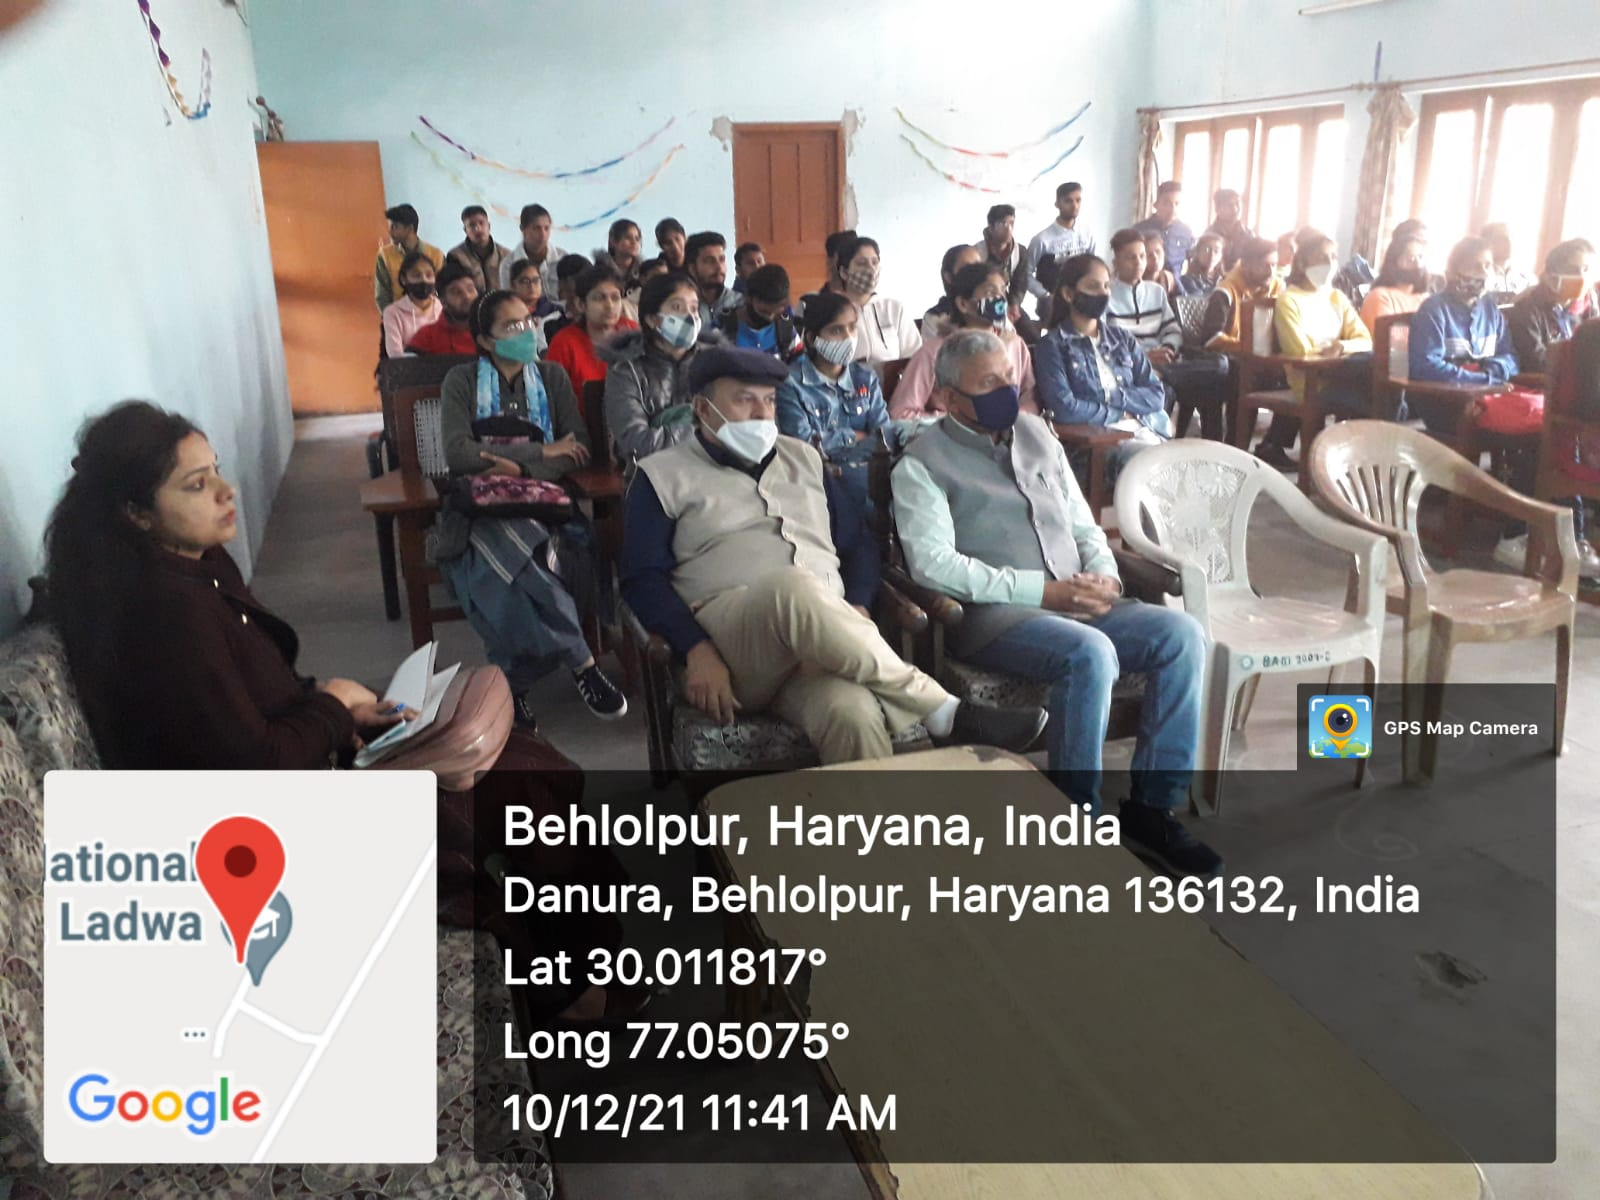 GPS Map Camera
Behlolpur, Haryana, India
Danura, Behlolpur, Haryana 136132, India
Lat 30.011817°
Long 77.05075°
10/12/21 11:41 AM
ational
Ladwa
...
Google